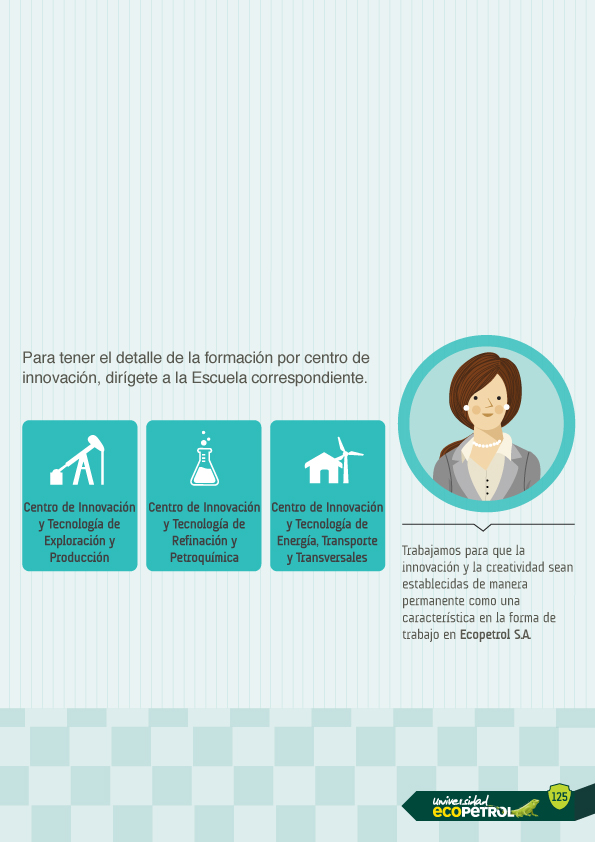 Para tener el detalle de la formación por centro de
innovación, dirígete a la Escuela correspondiente.
Centro de Innovación
y Tecnología de
Exploración y
Producción
Centro de Innovación
y Tecnología de
Refinación y
Petroquímica
Centro de Innovación
y Tecnología de
Energía, Transporte
y Transversales
Trabajamos para que la
innovación y la creatividad sean
establecidas de manera
permanente como una
característica en la forma de
trabajo en Ecopetrol S.A.
universidad
ecopetrol
125